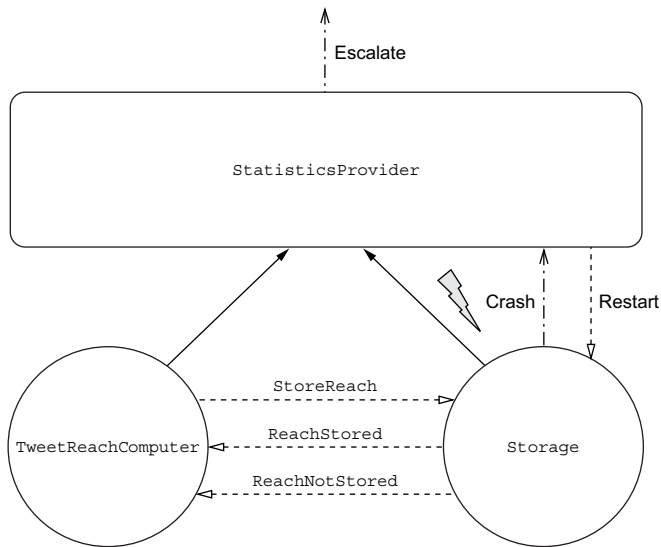 Escalate
StatisticsProvider
Crash
Restart
StoreReach
ReachStored
TweetReachComputer
Storage
ReachNotStored